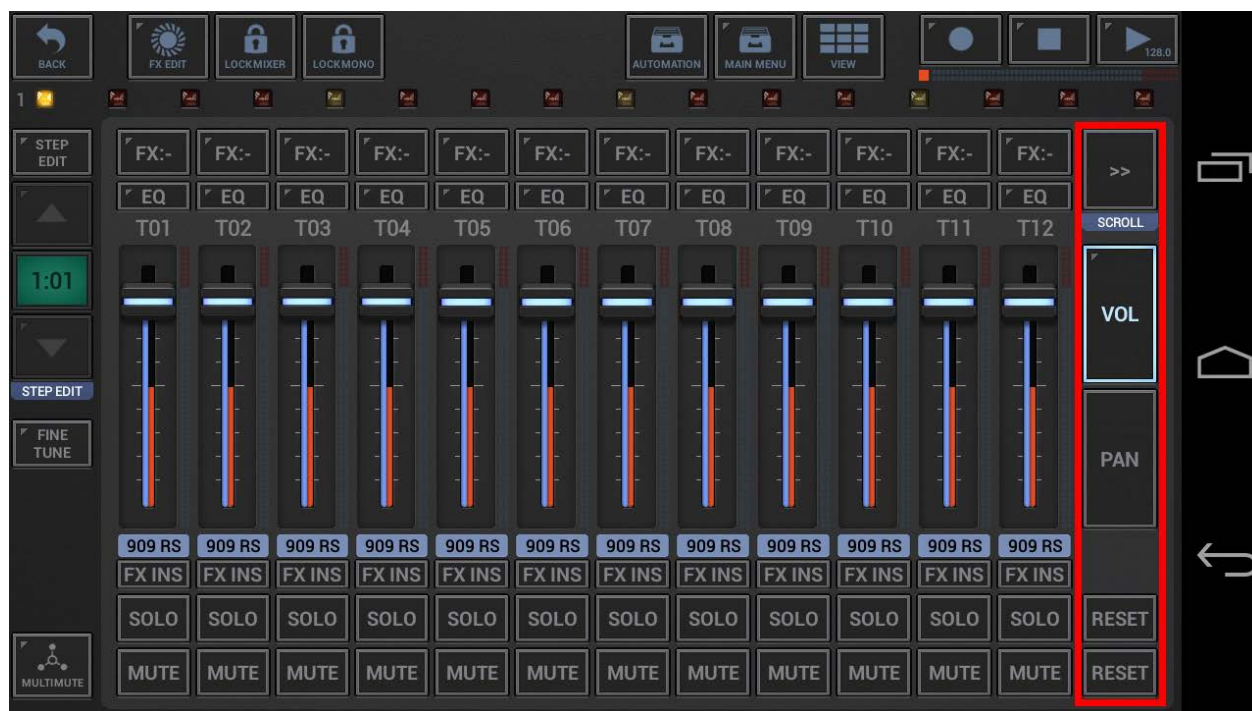 BACK
FX EDIT
LOCKMIXER
LOCKMONO
AUTOMATION
MAIN MENU
VIEW
128.0
1
STEP
EDIT
FX:- FX:- FX:- FX:- FX:- FX:- FX:- FX:- FX:- FX:- FX:- FX:-
>>
EQ EQ EQ EQ EQ EQ EQ EQ EQ EQ EQ EQ
T01 T02 T03 T04 T05 T06 T07 T08 T09 T10 T11 T12
SCROLL
1:01
VOL
STEP EDIT
FINE
TUNE
PAN
909 RS 909 RS 909 RS 909 RS 909 RS 909 RS 909 RS 909 RS 909 RS 909 RS 909 RS 909 RS
FX INS FX INS FX INS FX INS FX INS FX INS FX INS FX INS FX INS FX INS FX INS FX INS
SOLO SOLO SOLO SOLO SOLO SOLO SOLO SOLO SOLO SOLO SOLO SOLO RESET
MULTIMUTE
MUTE MUTE MUTE MUTE MUTE MUTE MUTE MUTE MUTE MUTE MUTE MUTE RESET